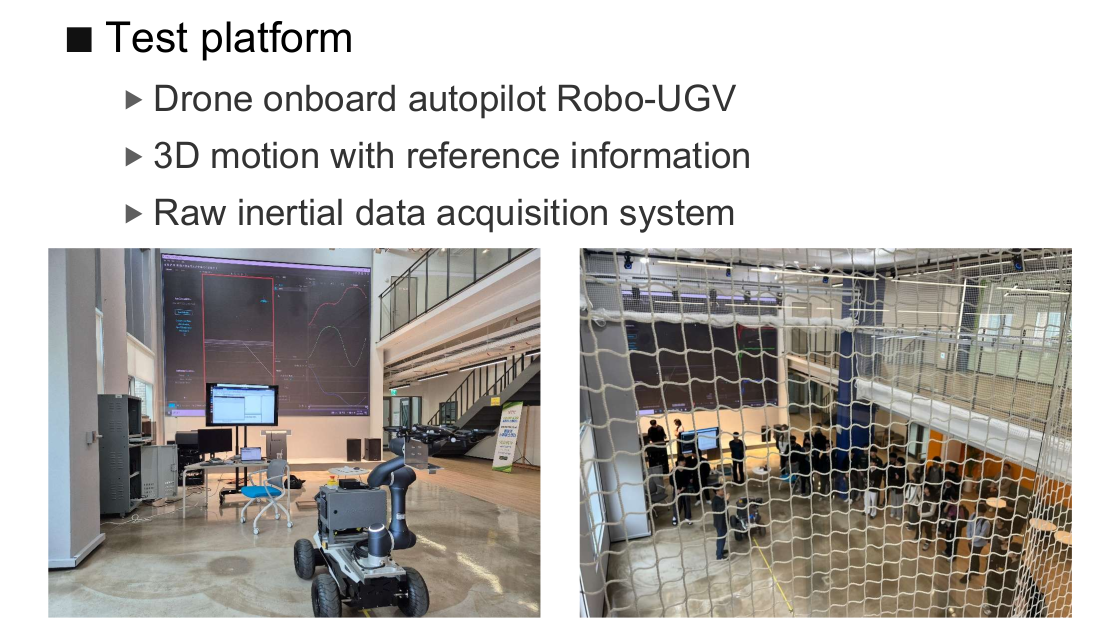 Test platform
Drone onboard autopilot Robo-UGV
3D motion with reference information
Raw inertial data acquisition system